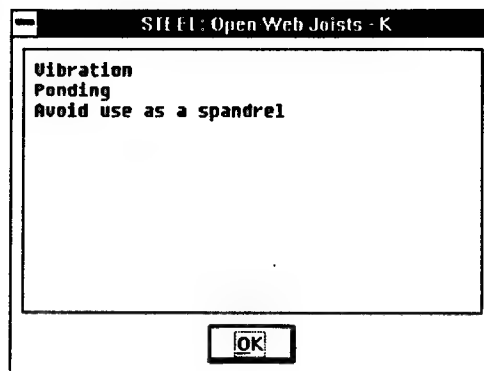 STEEL: Open Web Joists - K
Vibration
Ponding
Avoid use as a spandrel
OK